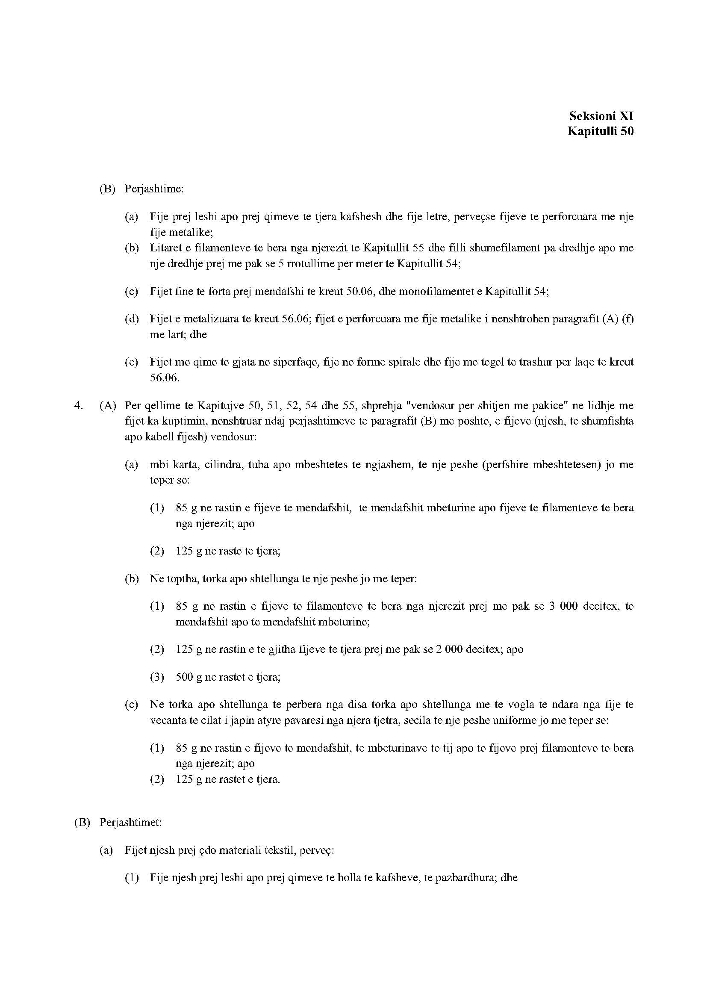 Seksioni XI
Kapitulli 50
(B) Perjashtime:
(a) Fije prej leshi apo prej qimeve te tjera kafshesh dhe fije letre, perveçse fijeve te perforcuara me nje
fije metalike;
(b) Litaret e filamenteve te bera nga njerezit te Kapitullit 55 dhe filli shumefilament pa dredhje apo me
nje dredhje prej me pak se 5 rrotullime per meter te Kapitullit 54;
(c) Fijet fine te forta prej mendafshi te kreut 50.06, dhe monofilamentet e Kapitullit 54;
(d) Fijet e metalizuara te kreut 56.06; fijet e perforcuara me fije metalike i nenshtrohen paragrafit (A) (f)
me lart; dhe
(e) Fijet me qime te gjata ne siperfaqe, fije ne forme spirale dhe fije me tegel te trashur per laqe te kreut
56.06.
4. (A) Per qellime te Kapitujve 50, 51, 52, 54 dhe 55, shprehja "vendosur per shitjen me pakice" ne lidhje me
fijet ka kuptimin, nenshtruar ndaj perjashtimeve te paragrafit (B) me poshte, e fijeve (njesh, te shumfishta
apo kabell fijesh) vendosur:
(a) mbi karta, cilindra, tuba apo mbeshtetes te ngjashem, te nje peshe (perfshire mbeshtetesen) jo me
teper se:
(1) 85 g ne rastin e fijeve te mendafshit, te mendafshit mbeturine apo fijeve te filamenteve te bera
nga njerezit; apo
(2) 125 g ne raste te tjera;
(b) Ne toptha, torka apo shtellunga te nje peshe jo me teper:
(1) 85 g ne rastin e fijeve te filamenteve te bera nga njerezit prej me pak se 3 000 decitex, te
mendafshit apo te mendafshit mbeturine;
(2) 125 g ne rastin e te gjitha fijeve te tjera prej me pak se 2 000 decitex; apo
(3) 500 g ne rastet e tjera;
(c) Ne torka apo shtellunga te perbera nga disa torka apo shtellunga me te vogla te ndara nga fije te
vecanta te cilat i japin atyre pavaresi nga njera tjetra, secila te nje peshe uniforme jo me teper se:
(1) 85 g ne rastin e fijeve te mendafshit, te mbeturinave te tij apo te fijeve prej filamenteve te bera
nga njerezit; apo
(2) 125 g ne rastet e tjera.
(B) Perjashtimet:
(a) Fijet njesh prej çdo materiali tekstil, perveç:
(1) Fije njesh prej leshi apo prej qimeve te holla te kafsheve, te pazbardhura; dhe